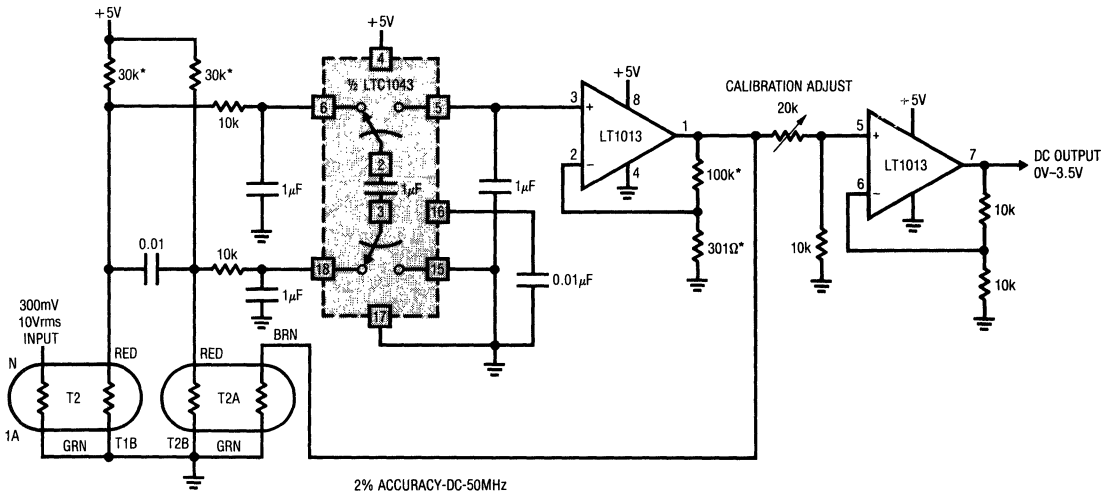 +5V
30k*
30k*
10k
1µF
0.01
10k
1µF
300mV
10Vrms
INPUT
N
1A
T2
RED
GRN
T1B
T2A
RED
BRN
T2B
GRN
+5V
4
½ LTC1043
6
5
2
1µF
3
16
18
15
17
1µF
0.01µF
3
+
2
−
+5V
8
LT1013
1
4
100k*
301Ω*
CALIBRATION ADJUST
20k
10k
5
+
6
−
+5V
LT1013
7
DC OUTPUT
0V–3.5V
10k
10k
2% ACCURACY-DC-50MHz